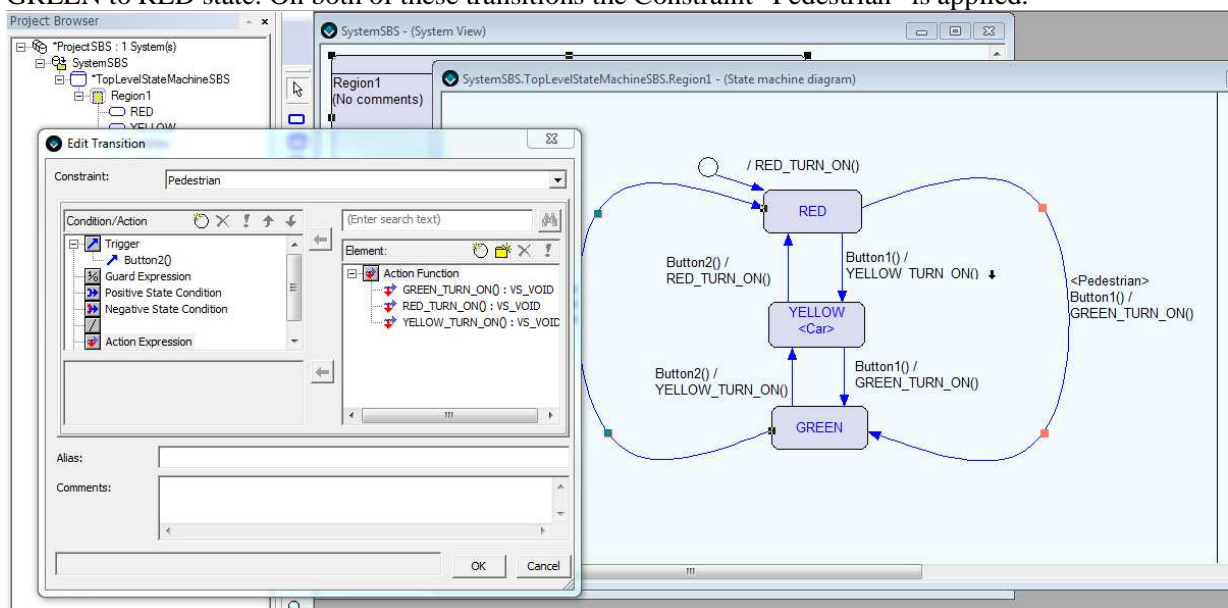 GREEN to RED state. On both of these transitions the Constraint "Pedestrian" is applied.
Project Browser
*ProjectSBS : 1 System(s)
SystemSBS
*TopLevelStateMachineSBS
Region1
RED
YELLOW
SystemSBS - (System View)
Region1
(No comments)
SystemSBS.TopLevelStateMachineSBS.Region1 - (State machine diagram)
Edit Transition
Constraint:
Pedestrian
Condition/Action
Trigger
Button2()
Guard Expression
Positive State Condition
Negative State Condition
/
Action Expression
(Enter search text)
Element:
Action Function
GREEN_TURN_ON() : VS_VOID
RED_TURN_ON() : VS_VOID
YELLOW_TURN_ON() : VS_VOID
Alias:
Comments:
OK
Cancel
/ RED_TURN_ON()
RED
Button2() /
RED_TURN_ON()
Button1() /
YELLOW_TURN_ON()
<Pedestrian>
Button1() /
GREEN_TURN_ON()
YELLOW
<Car>
Button2() /
YELLOW_TURN_ON()
Button1() /
GREEN_TURN_ON()
GREEN